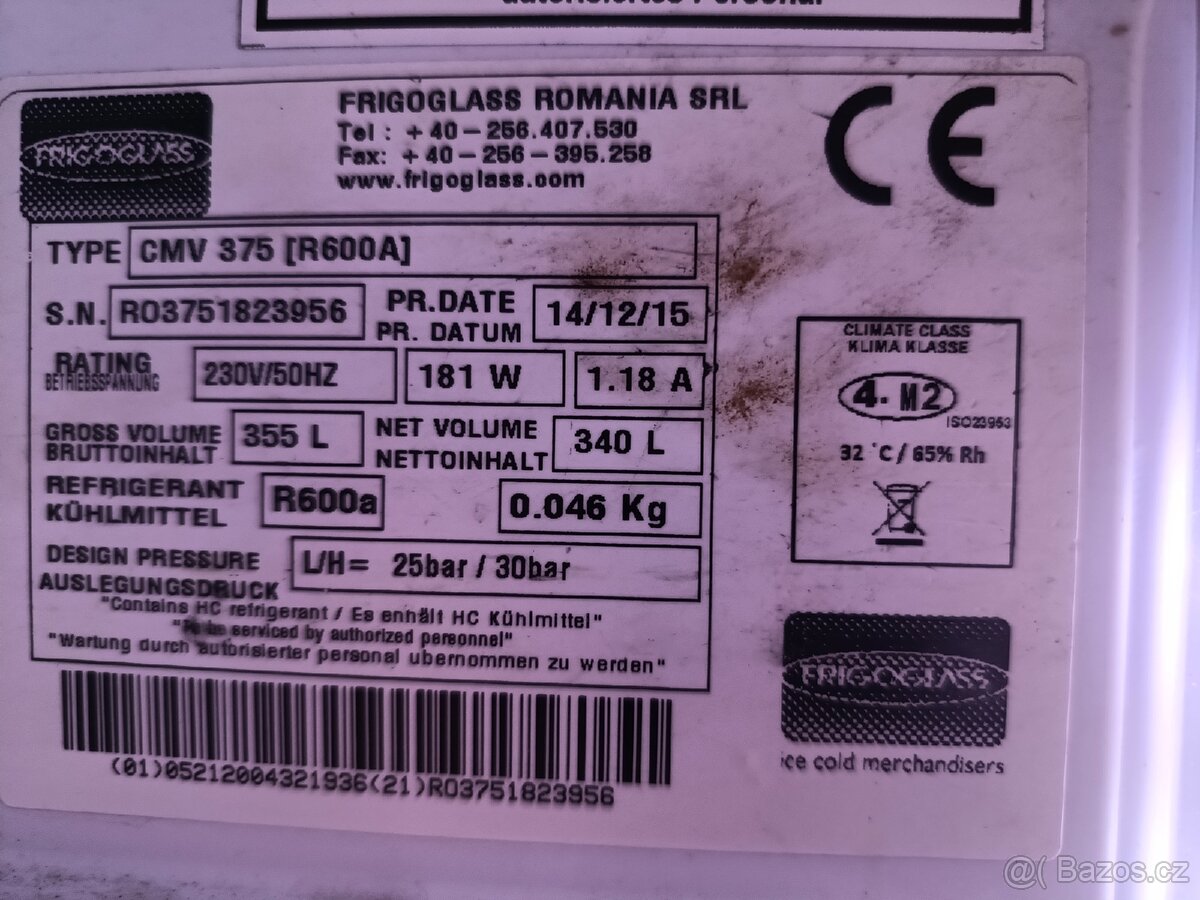 autorisiertes Personal
FRIGOGLASS
FRIGOGLASS ROMANIA SRL
Tel : +40-256.407.530
Fax: +40-256-395.258
www.frigoglass.com
CE
TYPE CMV 375 [R600A]
S.N. RO3751823956 PR.DATE 14/12/15
PR. DATUM
RATING 230V/50HZ 181 W 1.18 A
BETRIEBSSPANNUNG
GROSS VOLUME 355 L NET VOLUME 340 L
BRUTTOINHALT NETTOINHALT
REFRIGERANT R600a 0.046 Kg
KÜHLMITTEL
DESIGN PRESSURE L/H= 25bar / 30bar
AUSLEGUNGSDRUCK
"Contains HC refrigerant / Es enhält HC Kühlmittel"
"To be serviced by authorized personnel"
"Wartung durch autorisierter personal ubernommen zu werden"
(01)05212004321936(21)RO3751823956
CLIMATE CLASS
KLIMA KLASSE
4. M2
ISO23953
32 °C / 65% Rh
FRIGOGLASS
ice cold merchandisers
@( Bazos.cz